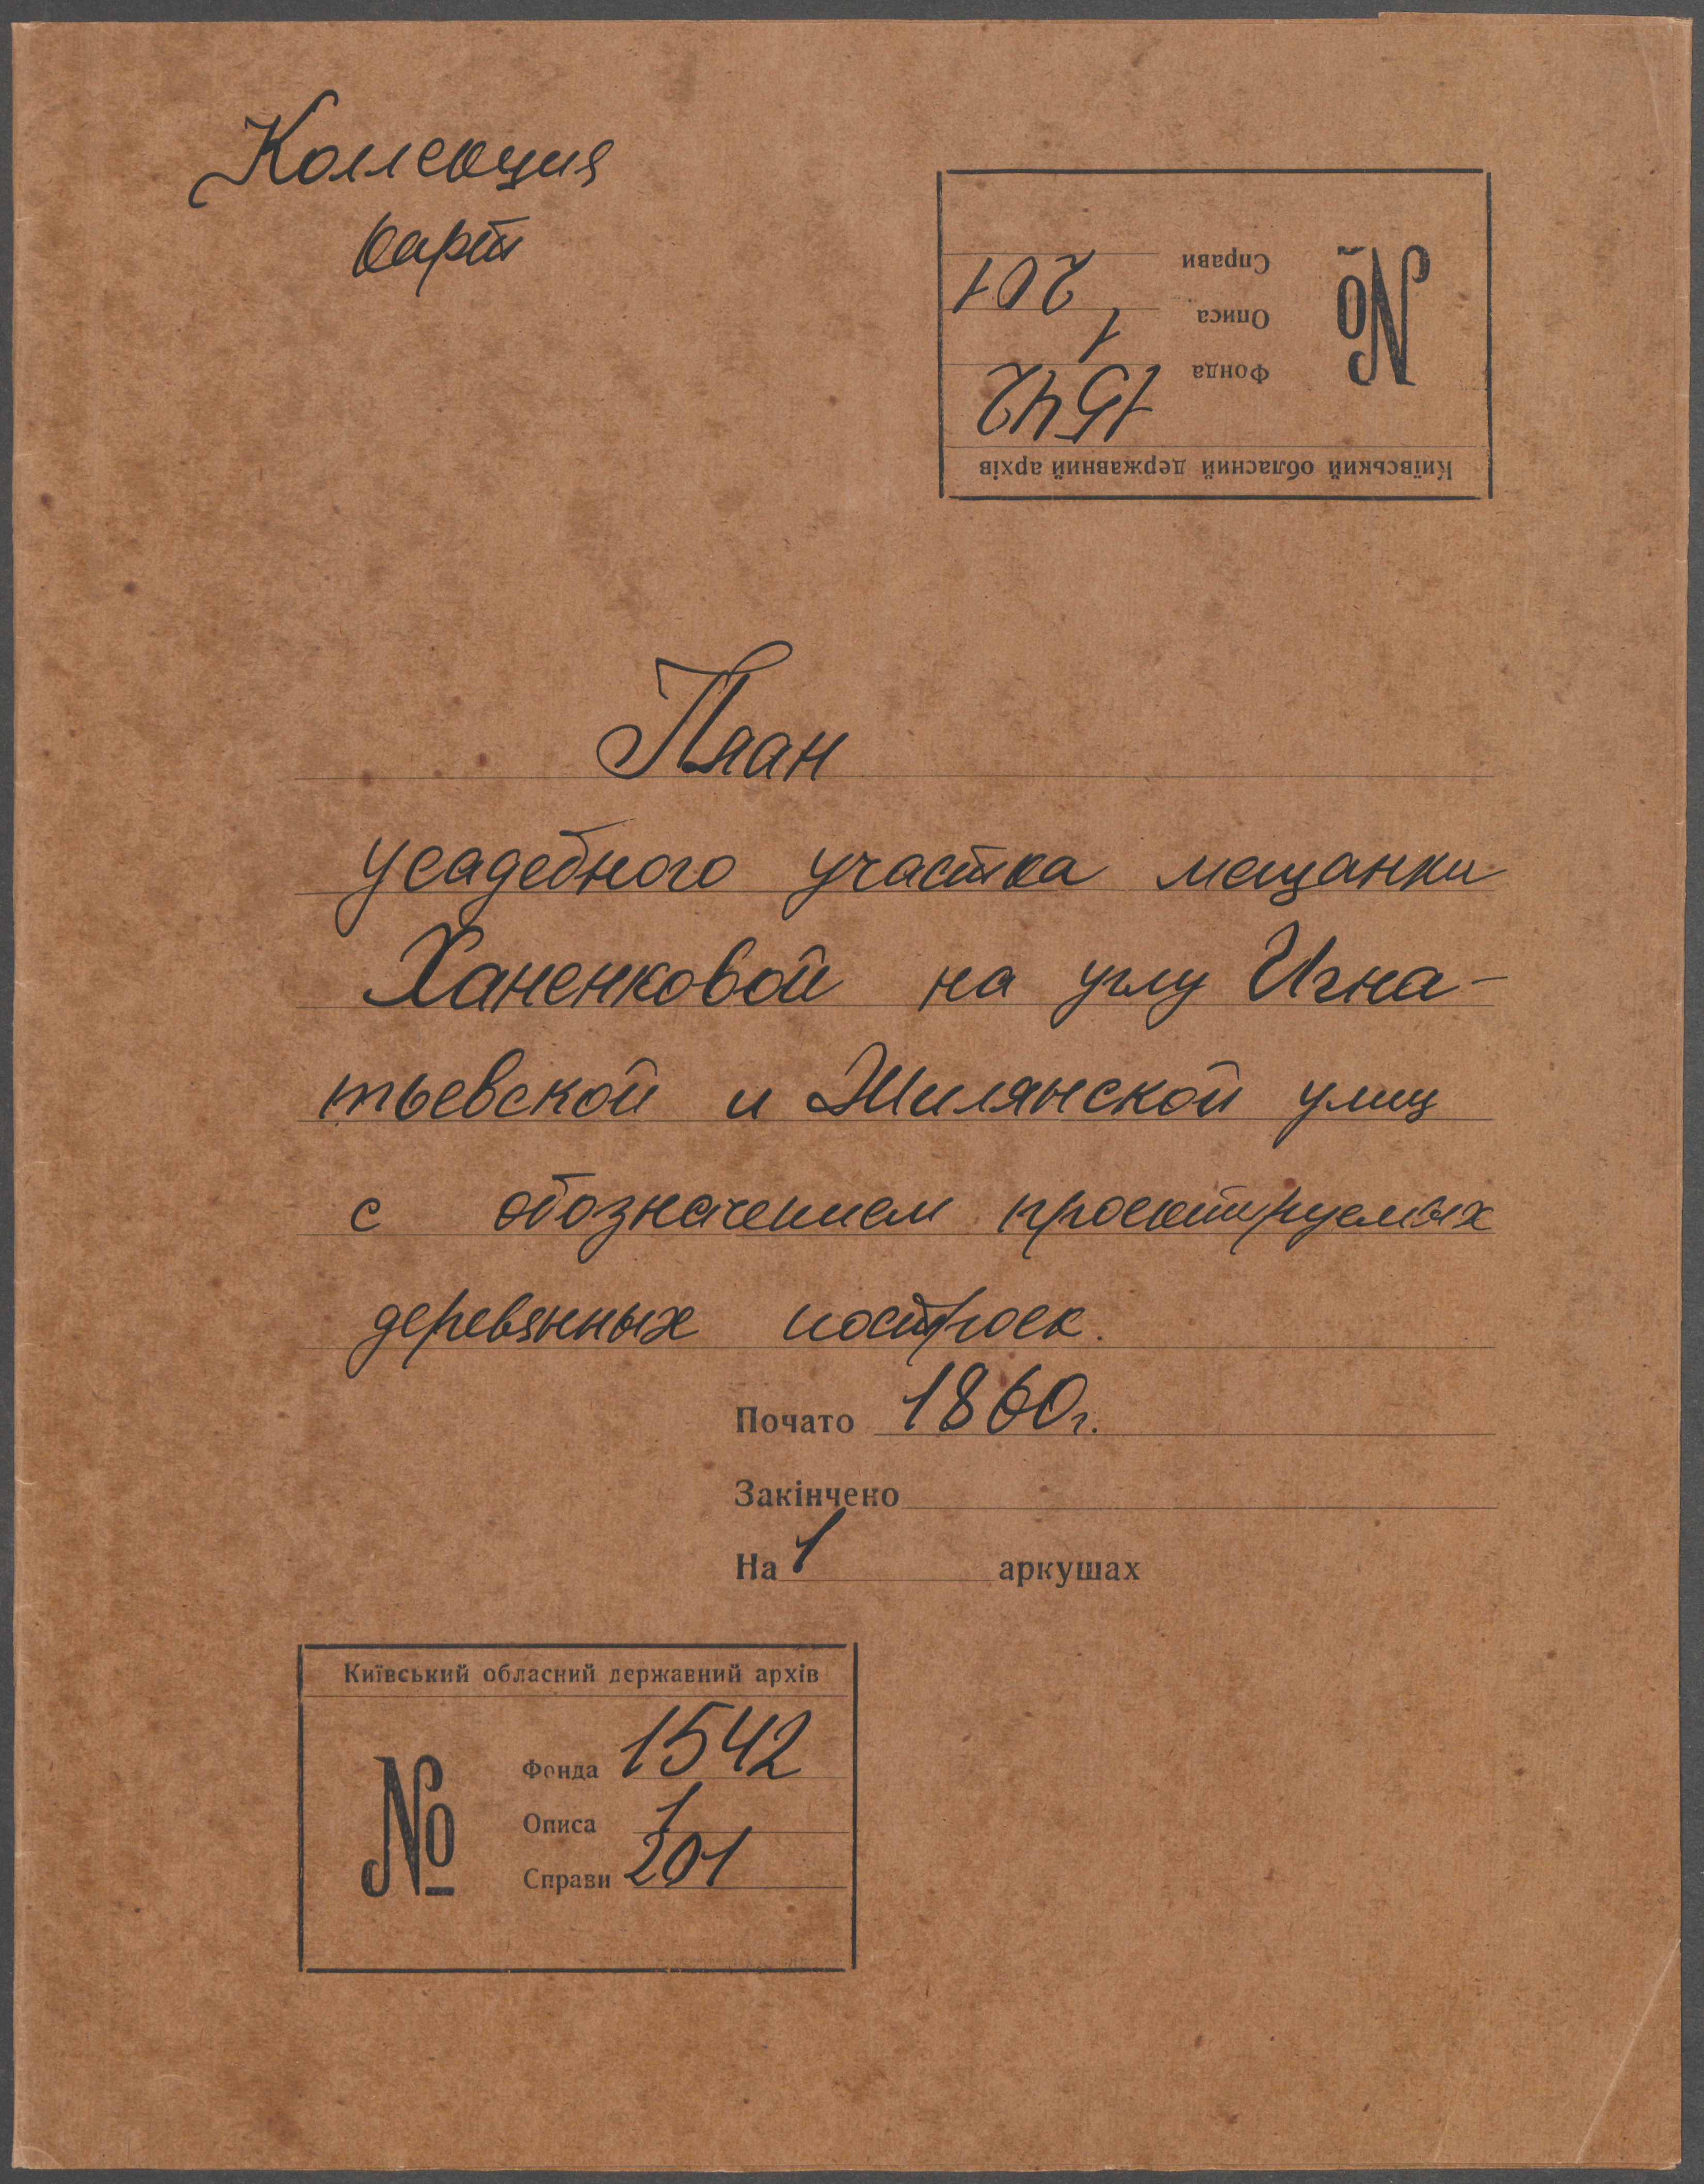 Коллекция
карт
Київський обласний державний архів
№
Фонда 1542
Описа 1
Справи 201
План
усадебного участка мещанки
Ханенковой на углу Игна-
тьевской и Жилянской улиц
с обозначением проектируемых
деревянных построек.
Почато 1860г.
Закінчено
На 1 аркушах
Київський обласний державний архів
№
Фонда 1542
Описа 1
Справи 201